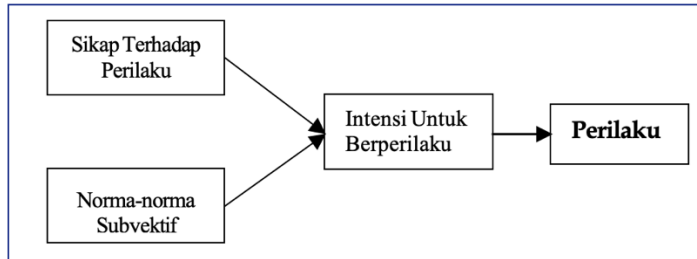 Sikap Terhadap
Perilaku
Intensi Untuk
Berperilaku
Perilaku
Norma-norma
Subvektif